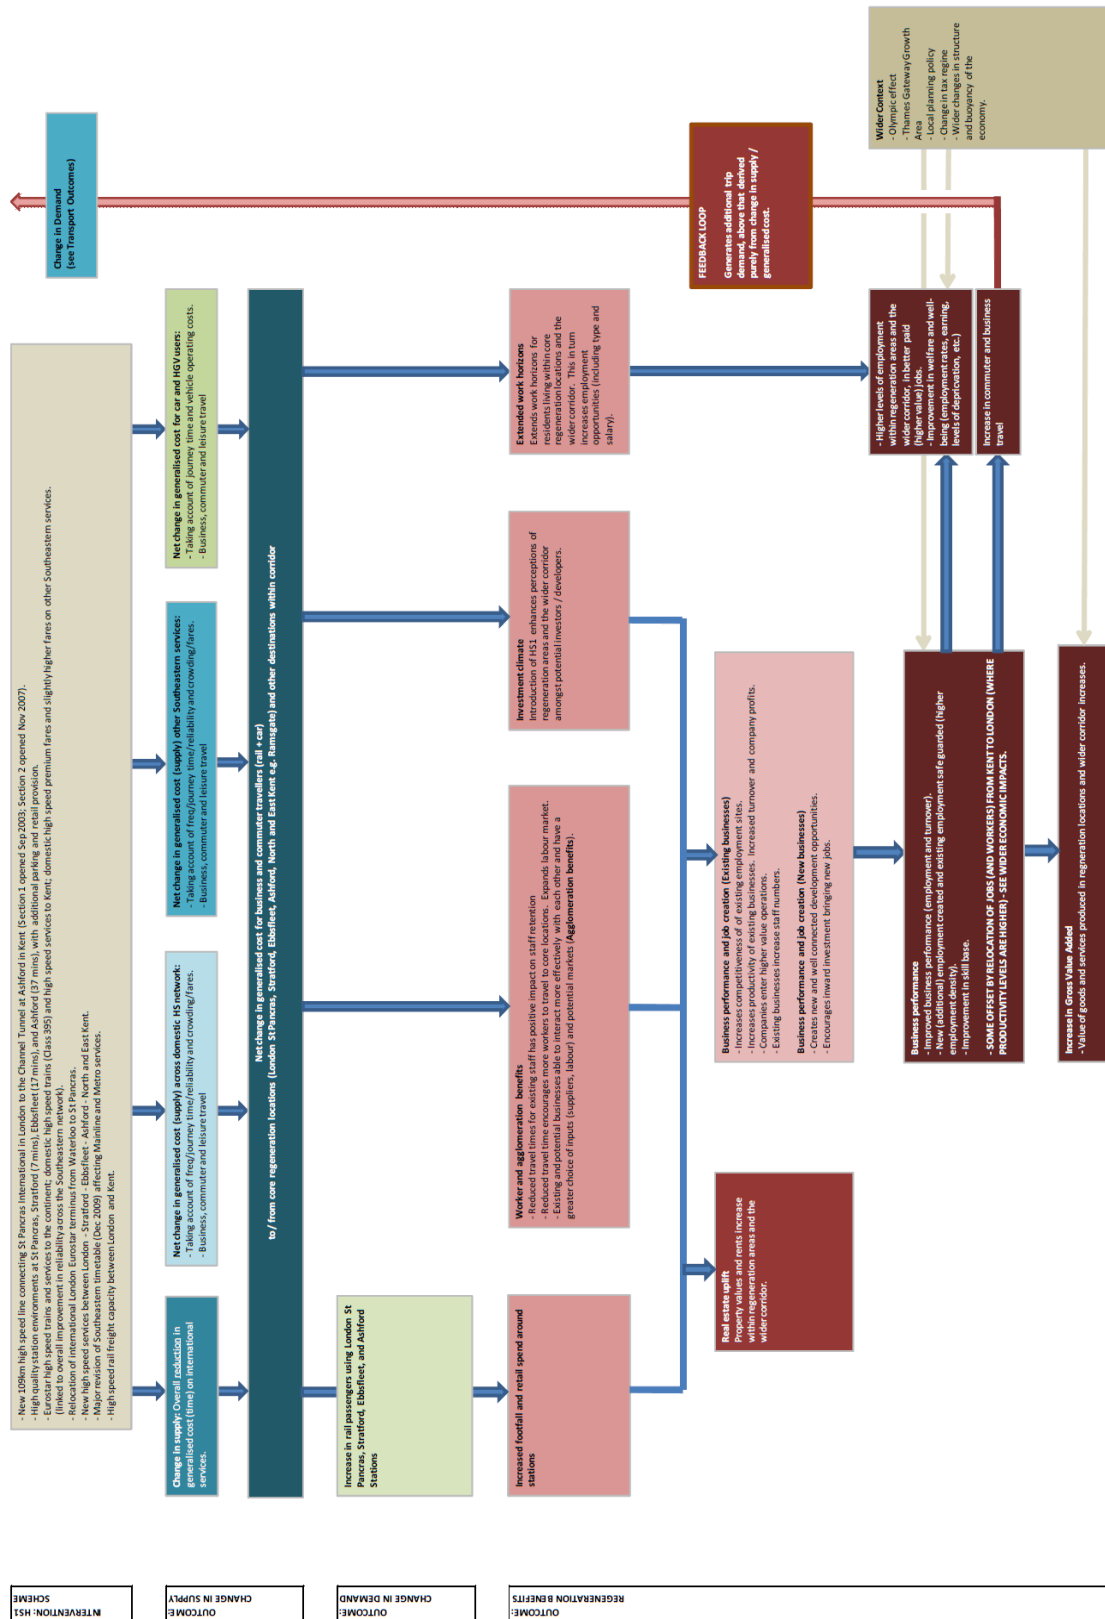 INTERVENTION: HS1
SCHEME
- New 109km high speed line connecting St Pancras International in London to the Channel Tunnel at Ashford in Kent (Section 1 opened Sep 2003; Section 2 opened Nov 2007).
- High quality station environments at St Pancras, Stratford (7 mins), Ebbsfleet (17 mins), and Ashford (37 mins), with additional parking and retail provision.
- Eurostar high speed trains and services to the continent; domestic high speed trains (Class 395) and high speed services to Kent; domestic high speed premium fares and slightly higher fares on other Southeastern services.
(linked to overall improvement in reliability across the Southeastern network).
- Relocation of international London Eurostar terminus from Waterloo to St Pancras.
- New high speed services between London - Stratford - Ebbsfleet - Ashford - North and East Kent.
- Major revision of Southeastern timetable (Dec 2009) affecting Mainline and Metro services.
- High speed rail freight capacity between London and Kent.
Change in Demand
(see Transport Outcomes)
OUTCOME:
CHANGE IN SUPPLY
Change in supply: Overall reduction in
generalised cost (time) on international
services.
Net change in generalised cost (supply) across domestic HS network:
- Taking account of freq/journey time/reliability and crowding/fares.
- Business, commuter and leisure travel
Net change in generalised cost (supply) other Southeastern services:
- Taking account of freq/journey time/reliability and crowding/fares.
- Business, commuter and leisure travel
Net change in generalised cost for car and HGV users:
- Taking account of journey time and vehicle operating costs.
- Business, commuter and leisure travel
Net change in generalised cost for business and commuter travellers (rail + car)
to / from core regeneration locations (London St Pancras, Stratford, Ebbsfleet, Ashford, North and East Kent e.g. Ramsgate) and other destinations within corridor
OUTCOME:
CHANGE IN DEMAND
Increase in rail passengers using London St
Pancras, Stratford, Ebbsfleet, and Ashford
Stations
OUTCOME:
REGENERATION BENEFITS
Increased footfall and retail spend around
stations
Worker and agglomeration benefits
- Reduced travel times for existing staff has positive impact on staff retention
- Reduced travel time encourages more workers to travel to core locations. Expands labour market.
- Existing and potential businesses able to interact more effectively with each other and have a
greater choice of inputs (suppliers, labour) and potential markets (Agglomeration benefits).
Investment climate
Introduction of HS1 enhances perceptions of
regeneration areas and the wider corridor
amongst potential investors / developers.
Extended work horizons
Extends work horizons for
residents living within core
regeneration locations and the
wider corridor. This in turn
increases employment
opportunities (including type and
salary).
FEEDBACK LOOP
Generates additional trip
demand, above that derived
purely from change in supply /
generalised cost.
Real estate uplift
Property values and rents increase
within regeneration areas and the
wider corridor.
Business performance and job creation (Existing businesses)
- Increases competitiveness of of existing employment sites.
- Increases productivity of existing businesses. Increased turnover and company profits.
- Companies enter higher value operations.
- Existing businesses increase staff numbers.
Business performance and job creation (New businesses)
- Creates new and well connected development opportunities.
- Encourages inward investment bringing new jobs.
Business performance
- Improved business performance (employment and turnover).
- New (additional) employment created and existing employment safe guarded (higher
employment density).
- Improvement in skill base.
- SOME OFFSET BY RELOCATION OF JOBS (AND WORKERS) FROM KENT TO LONDON (WHERE
PRODUCTIVITY LEVELS ARE HIGHER) - SEE WIDER ECONOMIC IMPACTS.
- Higher levels of employment
within regeneration areas and the
wider corridor, in better paid
(higher value) jobs.
- Improvement in welfare and well-
being (employment rates, earning,
levels of depricvation, etc.)
Increase in commuter and business
travel
Wider Context
- Olympic effect
- Thames Gateway Growth
Area
- Local planning policy
- Change in tax regime
- Wider changes in structure
and buoyancy of the
economy.
Increase in Gross Value Added
- Value of goods and services produced in regneration locations and wider corridor increases.